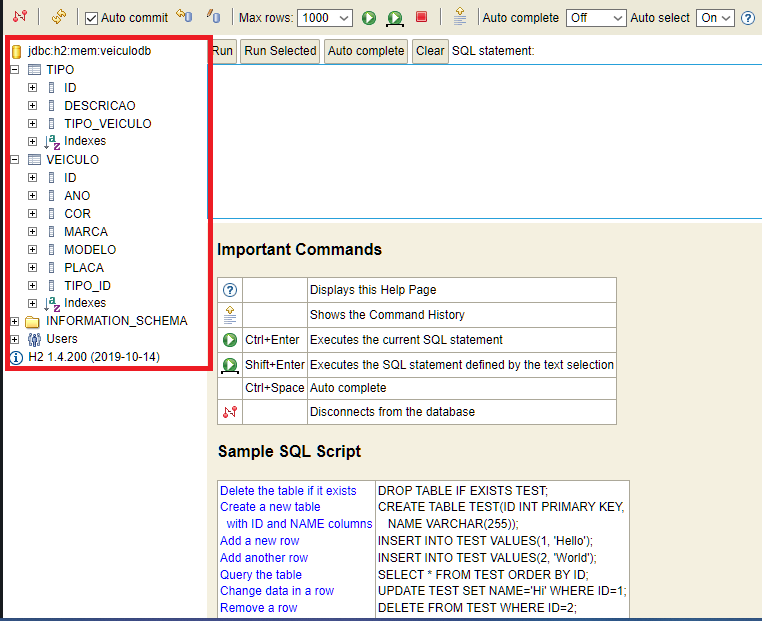 Auto commit Max rows: 1000 Auto complete Off Auto select On ?
jdbc:h2:mem:veiculodb
TIPO
ID
DESCRICAO
TIPO_VEICULO
Indexes
VEICULO
ID
ANO
COR
MARCA
MODELO
PLACA
TIPO_ID
Indexes
INFORMATION_SCHEMA
Users
H2 1.4.200 (2019-10-14)
Run Run Selected Auto complete Clear SQL statement:
Important Commands
? Displays this Help Page
Shows the Command History
Ctrl+Enter Executes the current SQL statement
Shift+Enter Executes the SQL statement defined by the text selection
Ctrl+Space Auto complete
Disconnects from the database
Sample SQL Script
Delete the table if it exists DROP TABLE IF EXISTS TEST;
Create a new table CREATE TABLE TEST(ID INT PRIMARY KEY,
with ID and NAME columns NAME VARCHAR(255));
Add a new row INSERT INTO TEST VALUES(1, 'Hello');
Add another row INSERT INTO TEST VALUES(2, 'World');
Query the table SELECT * FROM TEST ORDER BY ID;
Change data in a row UPDATE TEST SET NAME='Hi' WHERE ID=1;
Remove a row DELETE FROM TEST WHERE ID=2;